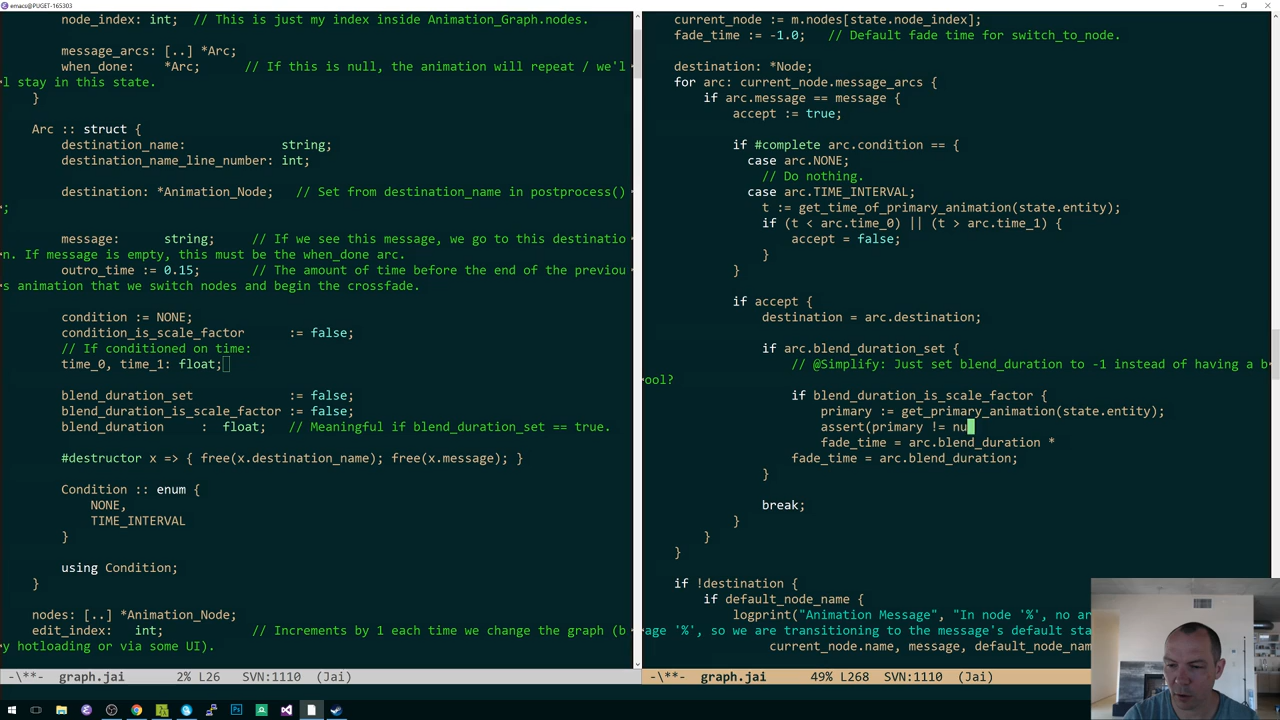 emacs@PUGET-165303
node_index: int;  // This is just my index inside Animation_Graph.nodes.
message_arcs: [..] *Arc;
when_done:    *Arc;        // If this is null, the animation will repeat / we'l
l stay in this state.
}
Arc :: struct {
destination_name:             string;
destination_name_line_number: int;
destination: *Animation_Node;   // Set from destination_name in postprocess()
;
message:      string;   // If we see this message, we go to this destinatio
n. If message is empty, this must be the when_done arc.
outro_time := 0.15;     // The amount of time before the end of the previou
s animation that we switch nodes and begin the crossfade.
condition := NONE;
condition_is_scale_factor      := false;
// If conditioned on time:
time_0, time_1: float;
blend_duration_set             := false;
blend_duration_is_scale_factor := false;
blend_duration     :  float;  // Meaningful if blend_duration_set == true.
#destructor x => { free(x.destination_name); free(x.message); }
Condition :: enum {
NONE,
TIME_INTERVAL
}
using Condition;
}
nodes: [..] *Animation_Node;
edit_index:  int;          // Increments by 1 each time we change the graph (b
y hotloading or via some UI).
-\**-  graph.jai       2% L26    SVN:1110  (Jai)
current_node := m.nodes[state.node_index];
fade_time := -1.0;   // Default fade time for switch_to_node.
destination: *Node;
for arc: current_node.message_arcs {
if arc.message == message {
accept := true;
if #complete arc.condition == {
case arc.NONE;
// Do nothing.
case arc.TIME_INTERVAL;
t := get_time_of_primary_animation(state.entity);
if (t < arc.time_0) || (t > arc.time_1) {
accept = false;
}
}
if accept {
destination = arc.destination;
if arc.blend_duration_set {
// @Simplify: Just set blend_duration to -1 instead of having a b
ool?
if blend_duration_is_scale_factor {
primary := get_primary_animation(state.entity);
assert(primary != nu
fade_time = arc.blend_duration *
fade_time = arc.blend_duration;
}
break;
}
}
}
if !destination {
if default_node_name {
logprint("Animation Message", "In node '%', no ar
age '%', so we are transitioning to the message's default sta
current_node.name, message, default_node_nam
-\**-  graph.jai      49% L268   SVN:1110  (Jai)